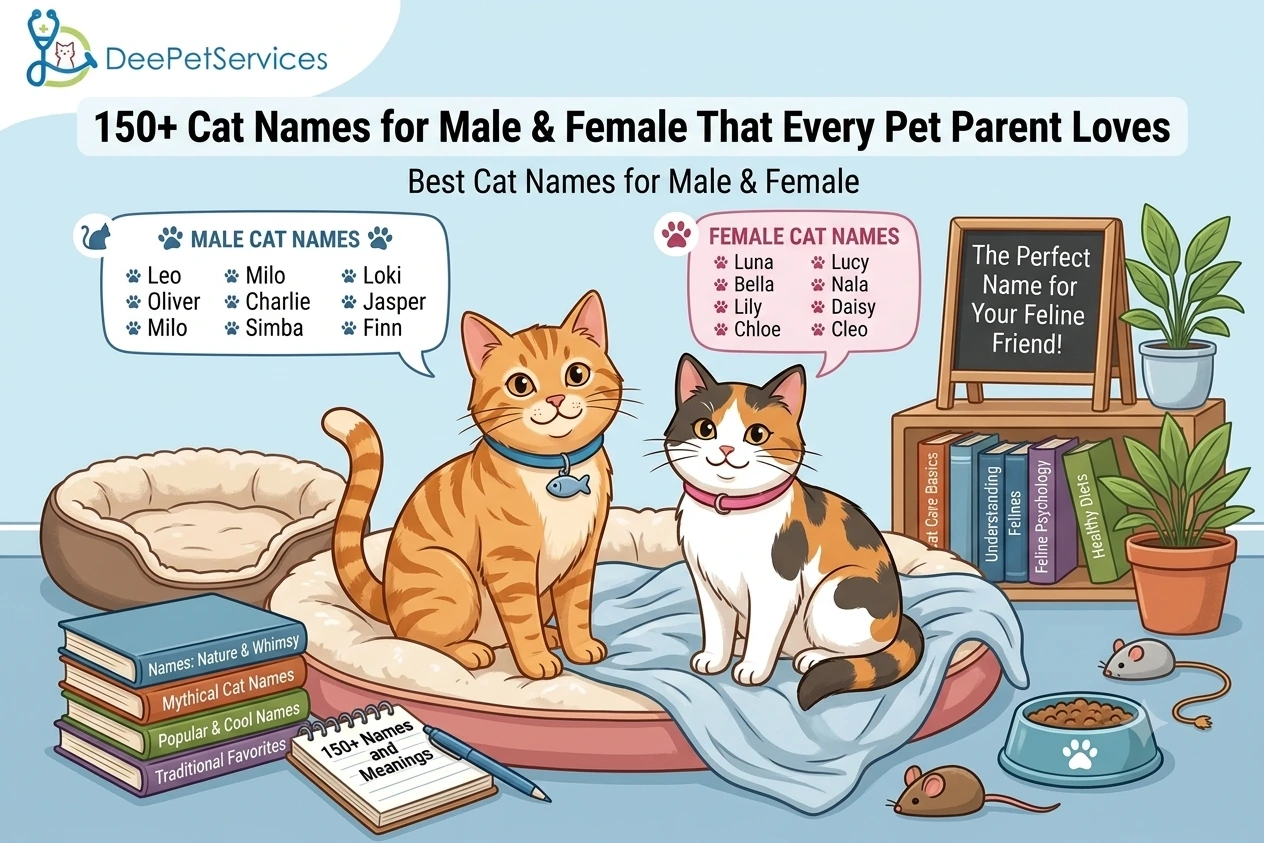 DeePetServices
150+ Cat Names for Male & Female That Every Pet Parent Loves
Best Cat Names for Male & Female
MALE CAT NAMES
Leo Milo Loki
Oliver Charlie Jasper
Milo Simba Finn
FEMALE CAT NAMES
Luna Lucy
Bella Nala
Lily Daisy
Chloe Cleo
The Perfect
Name for
Your Feline
Friend!
Care Basics
Understanding
Felines
Feline Psychology
Healthy Diets
Names: Nature & Whimsy
Mythical Cat Names
Popular & Cool Names
Traditional Favorites
150+ Names
and
Meanings